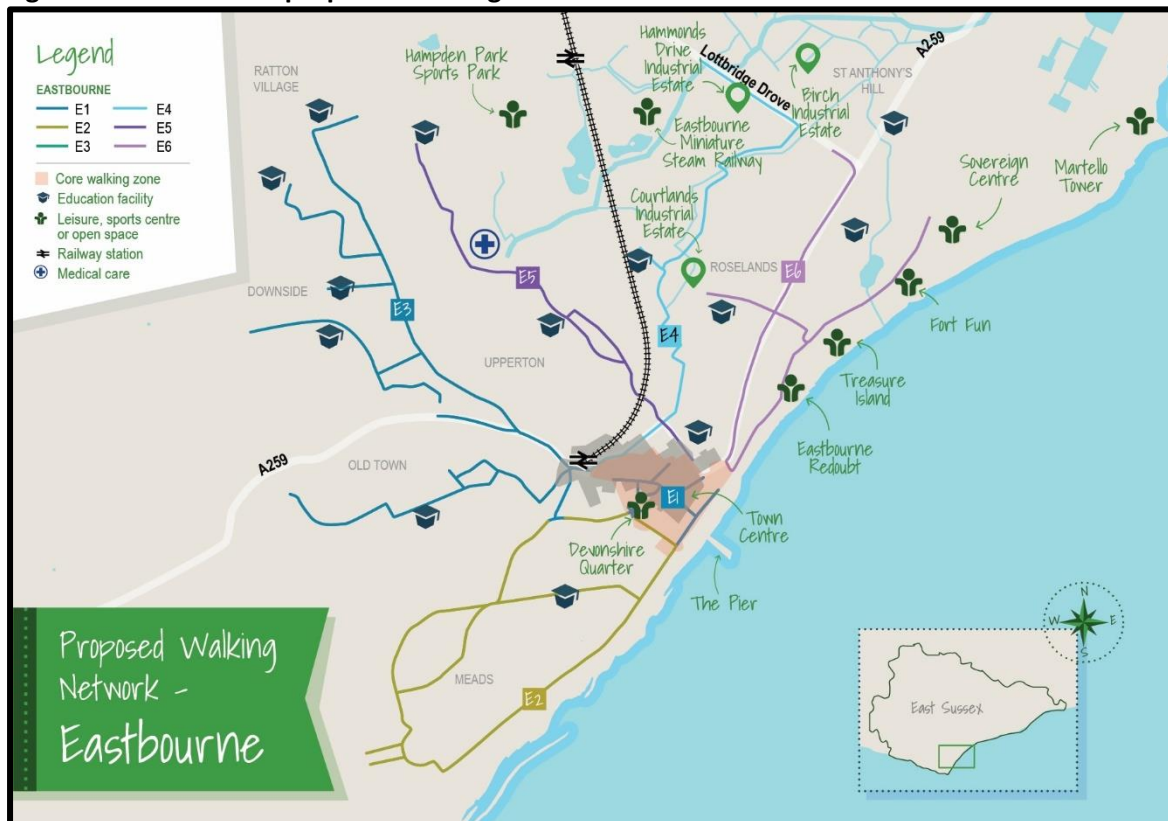 Legend
EASTBOURNE
E1
E4
E2
E5
E3
E6
Core walking zone
Education facility
Leisure, sports centre
or open space
Railway station
Medical care
RATTON
VILLAGE
Hampden Park
Sports Park
Hammonds
Drive
Industrial
Estate
Lottbridge Drove
A259
ST ANTHONY'S
HILL
Birch
Industrial
Estate
Eastbourne
Miniature
Steam Railway
Sovereign
Centre
Martello
Tower
Courtlands
Industrial
Estate
ROSELANDS
E6
E5
DOWNSIDE
E3
E4
Fort Fun
UPPERTON
Treasure
Island
Eastbourne
Redoubt
A259
OLD TOWN
E1
Town
Centre
Devonshire
Quarter
The Pier
MEADS
E2
Proposed Walking
Network -
Eastbourne
N
W
E
S
East Sussex